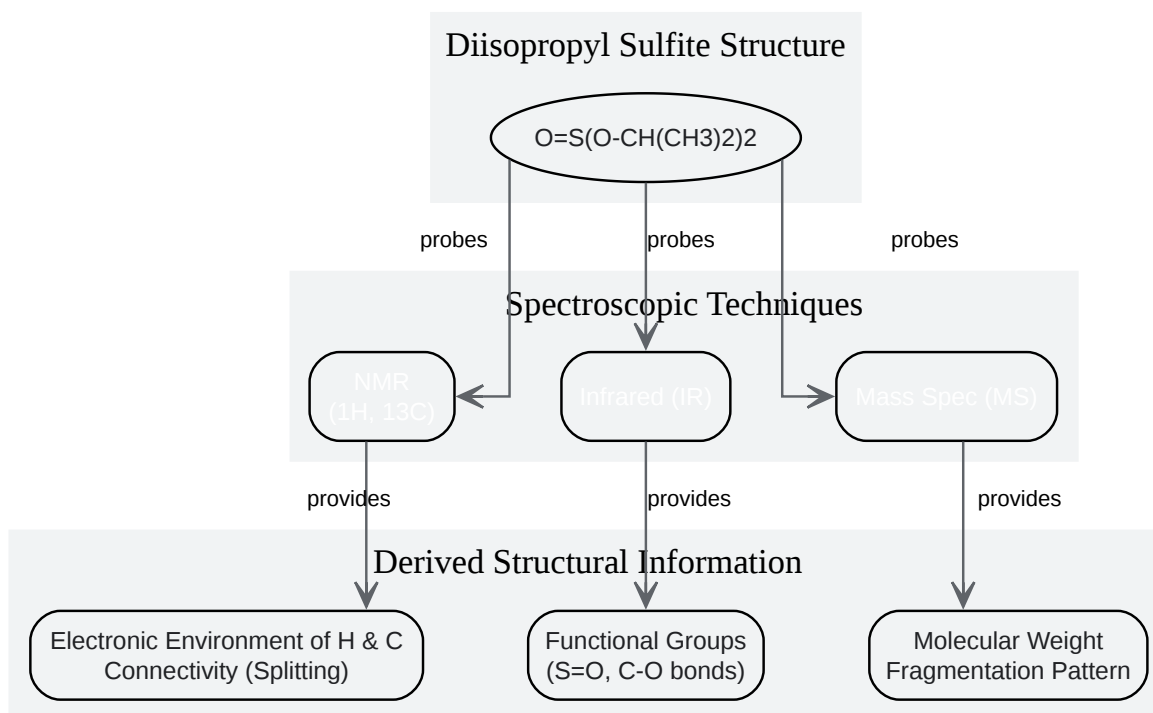 Diisopropyl Sulfite Structure
O=S(O-CH(CH3)2)2
probes
probes
probes
Spectroscopic Techniques
NMR
(1H, 13C)
Infrared (IR)
Mass Spec (MS)
provides
provides
provides
Derived Structural Information
Electronic Environment of H & C
Connectivity (Splitting)
Functional Groups
(S=O, C-O bonds)
Molecular Weight
Fragmentation Pattern